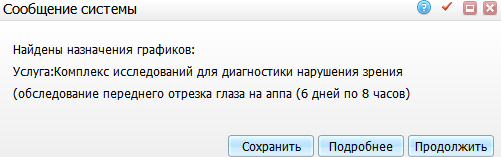 Сообщение системы
Найдены назначения графиков:
Услуга:Комплекс исследований для диагностики нарушения зрения
(обследование переднего отрезка глаза на аппа (6 дней по 8 часов)
Сохранить Подробнее Продолжить